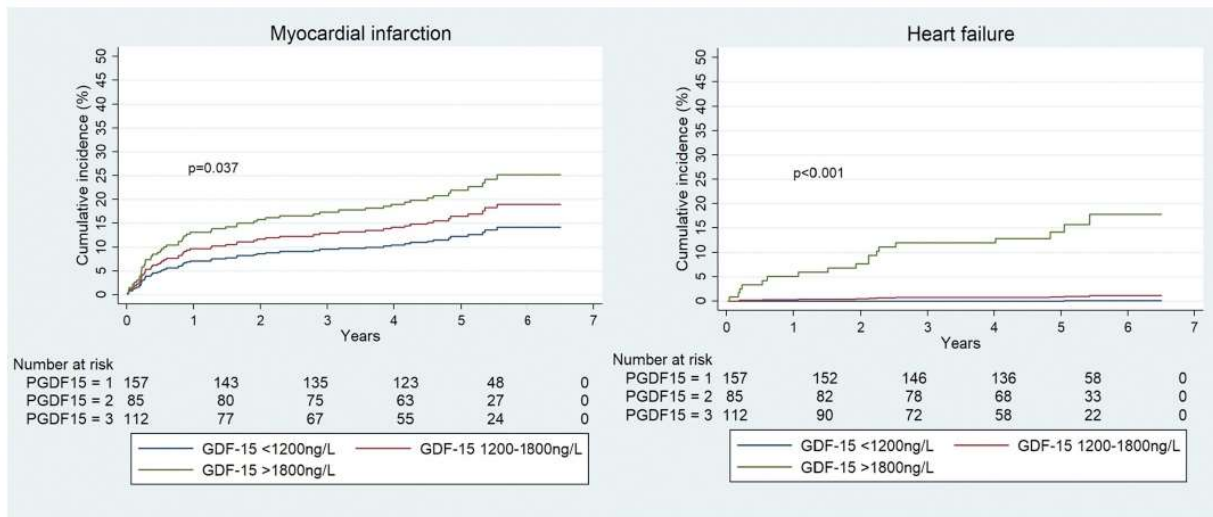 Myocardial infarction
Cumulative incidence (%)
50
45
40
35
30
25
20
15
10
5
0
p=0.037
0 1 2 3 4 5 6 7
Years
Number at risk
PGDF15 = 1 157 143 135 123 48 0
PGDF15 = 2 85 80 75 63 27 0
PGDF15 = 3 112 77 67 55 24 0
GDF-15 <1200ng/L GDF-15 1200-1800ng/L
GDF-15 >1800ng/L
Heart failure
Cumulative incidence (%)
50
45
40
35
30
25
20
15
10
5
0
p<0.001
0 1 2 3 4 5 6 7
Years
Number at risk
PGDF15 = 1 157 152 146 136 58 0
PGDF15 = 2 85 82 78 68 33 0
PGDF15 = 3 112 90 72 58 22 0
GDF-15 <1200ng/L GDF-15 1200-1800ng/L
GDF-15 >1800ng/L